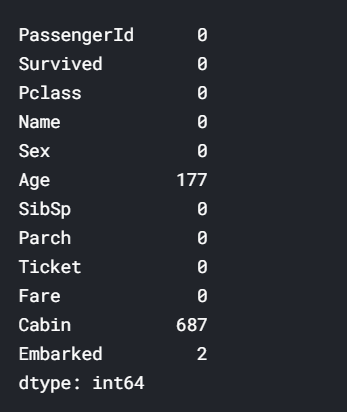 PassengerId      0
Survived         0
Pclass           0
Name             0
Sex              0
Age            177
SibSp            0
Parch            0
Ticket           0
Fare             0
Cabin          687
Embarked         2
dtype: int64